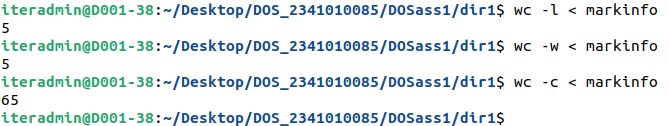 iteradmin@D001-38:~/Desktop/DOS_2341010085/DOSass1/dir1$ wc -l < markinfo
5
iteradmin@D001-38:~/Desktop/DOS_2341010085/DOSass1/dir1$ wc -w < markinfo
5
iteradmin@D001-38:~/Desktop/DOS_2341010085/DOSass1/dir1$ wc -c < markinfo
65
iteradmin@D001-38:~/Desktop/DOS_2341010085/DOSass1/dir1$